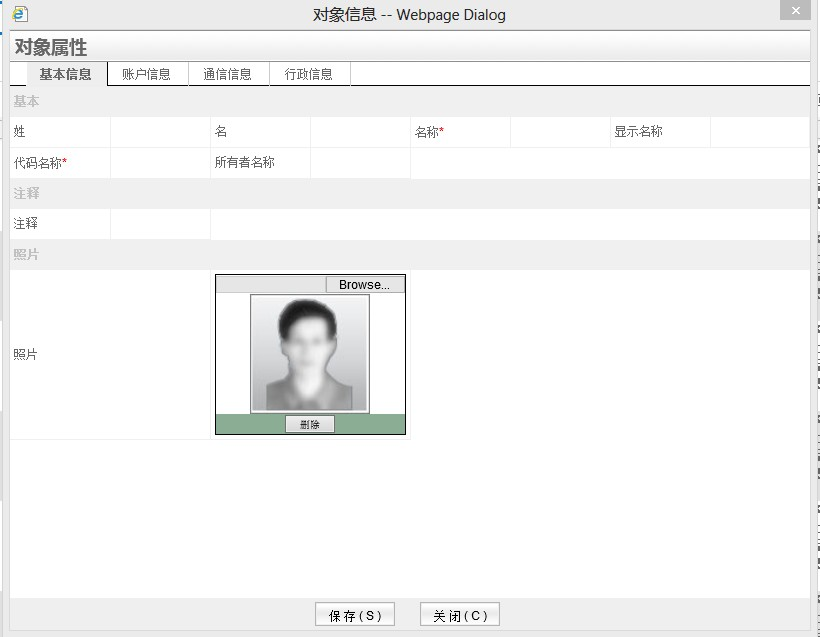 对象信息 -- Webpage Dialog
对象属性
基本信息 账户信息 通信信息 行政信息
基本
姓 名 名称* 显示名称
代码名称* 所有者名称
注释
注释
照片
Browse...
照片
删除
保存(S) 关闭(C)